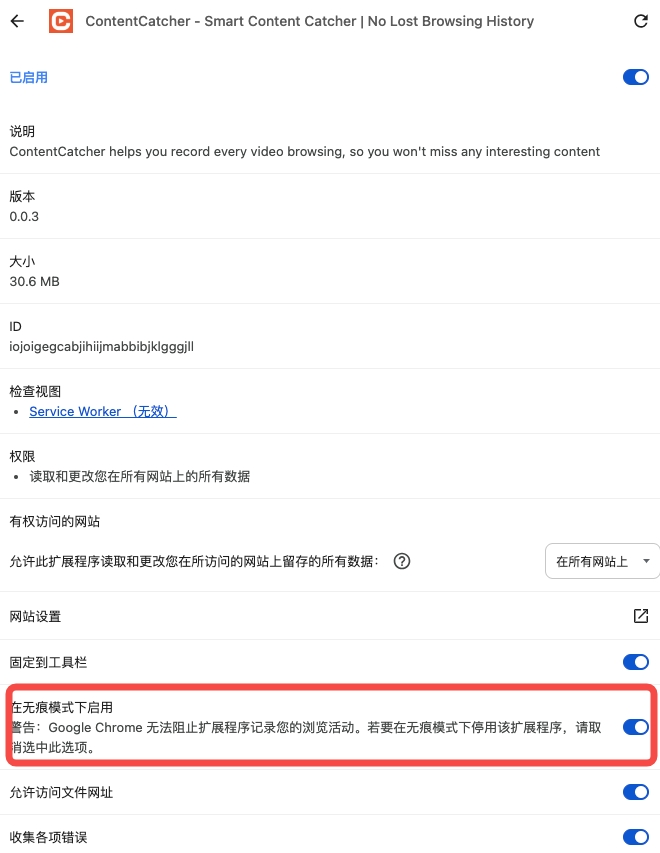 ContentCatcher - Smart Content Catcher | No Lost Browsing History
已启用
说明
ContentCatcher helps you record every video browsing, so you won't miss any interesting content
版本
0.0.3
大小
30.6 MB
ID
iojoigegcabjihiijmabbibjklgggjll
检查视图
Service Worker （无效）
权限
读取和更改您在所有网站上的所有数据
有权访问的网站
允许此扩展程序读取和更改您在所访问的网站上留存的所有数据：
在所有网站上
网站设置
固定到工具栏
在无痕模式下启用
警告：Google Chrome 无法阻止扩展程序记录您的浏览活动。若要在无痕模式下停用该扩展程序，请取
消选中此选项。
允许访问文件网址
收集各项错误